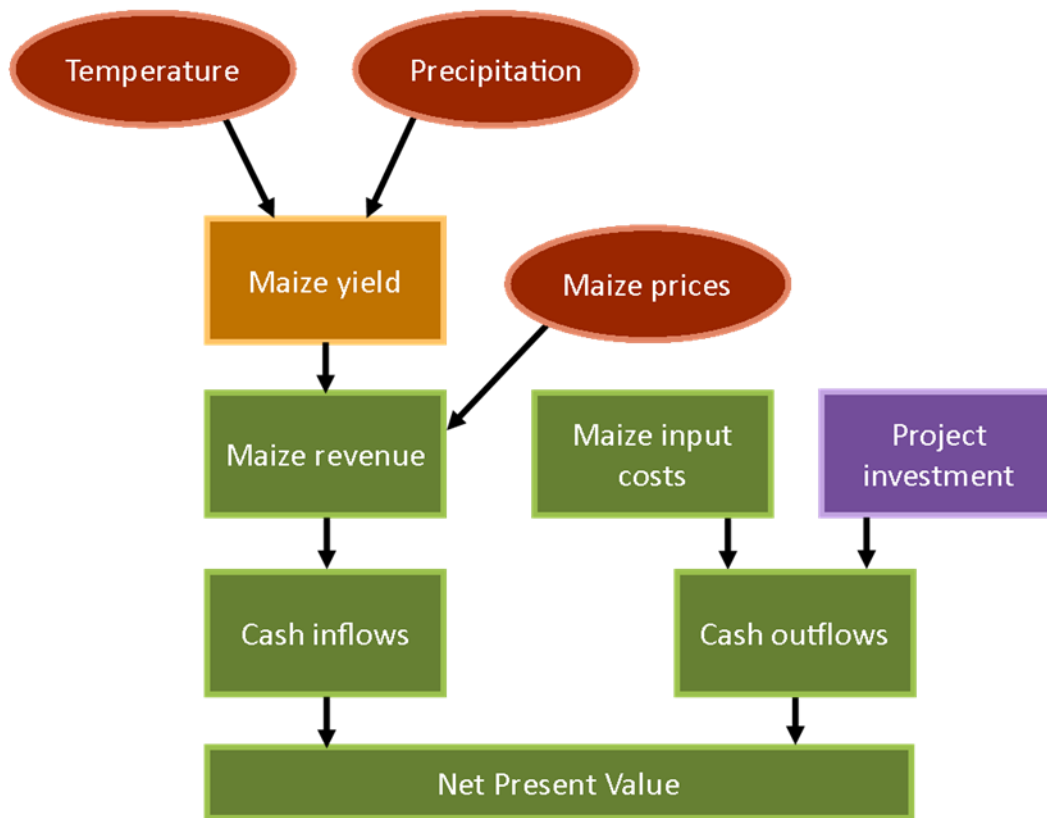 Temperature
Precipitation
Maize yield
Maize prices
Maize revenue
Maize input
costs
Project
investment
Cash inflows
Cash outflows
Net Present Value